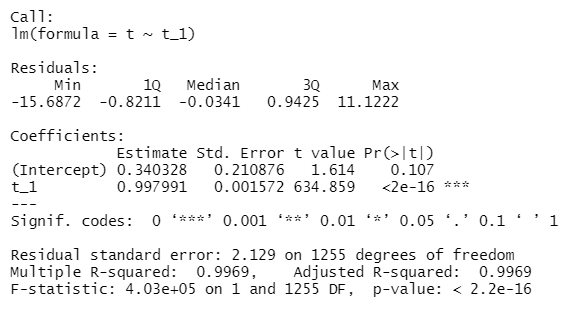 Call:
lm(formula = t ~ t_1)
Residuals:
     Min       1Q   Median       3Q      Max
-15.6872  -0.8211  -0.0341   0.9425  11.1222
Coefficients:
            Estimate Std. Error t value Pr(>|t|)
(Intercept) 0.340328   0.210876   1.614    0.107
t_1         0.997991   0.001572 634.859   <2e-16 ***
---
Signif. codes:  0 ‘***’ 0.001 ‘**’ 0.01 ‘*’ 0.05 ‘.’ 0.1 ‘ ’ 1
Residual standard error: 2.129 on 1255 degrees of freedom
Multiple R-squared:  0.9969,    Adjusted R-squared:  0.9969
F-statistic: 4.03e+05 on 1 and 1255 DF,  p-value: < 2.2e-16